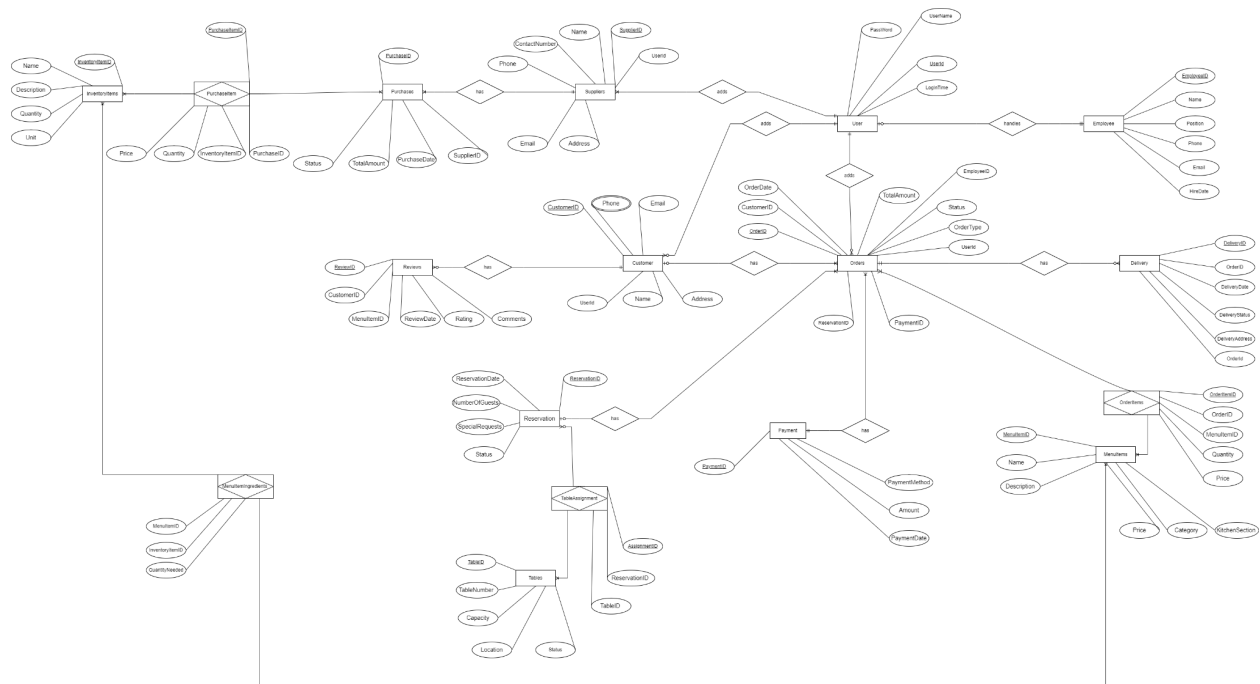 PurchaseItemID
InventoryItemID
Name
Description
Quantity
Unit
InventoryItems
PurchaseItem
Price
Quantity
InventoryItemID
PurchaseID
PurchaseID
Purchase
Status
TotalAmount
PurchaseDate
SupplierID
has
Name
SupplierID
ContactNumber
UserId
Phone
Suppliers
Email
Address
adds
adds
PassWord
UserName
UserId
LoginTime
User
handles
EmployeeID
Name
Position
Phone
Email
HireDate
Employee
adds
OrderDate
CustomerID
OrderID
TotalAmount
EmployeeID
Status
OrderType
UserId
Orders
ReservationID
PaymentID
CustomerID
Phone
Email
Customer
UserId
Name
Address
has
has
ReviewID
Reviews
CustomerID
MenuItemID
ReviewDate
Rating
Comments
has
Delivery
DeliveryID
OrderID
DeliveryDate
DeliveryStatus
DeliveryAddress
OrderId
ReservationDate
ReservationID
NumberOfGuests
SpecialRequests
Status
Reservation
has
has
Payment
PaymentID
PaymentMethod
Amount
PaymentDate
OrderItems
OrderItemID
OrderID
MenuItemID
Quantity
Price
MenuItemID
Name
Description
MenuItems
Price
Category
KitchenSection
MenuItemIngredients
MenuItemID
InventoryItemID
QuantityNeeded
TableAssignment
AssignmentID
ReservationID
TableID
TableID
TableNumber
Capacity
Location
Status
Tables